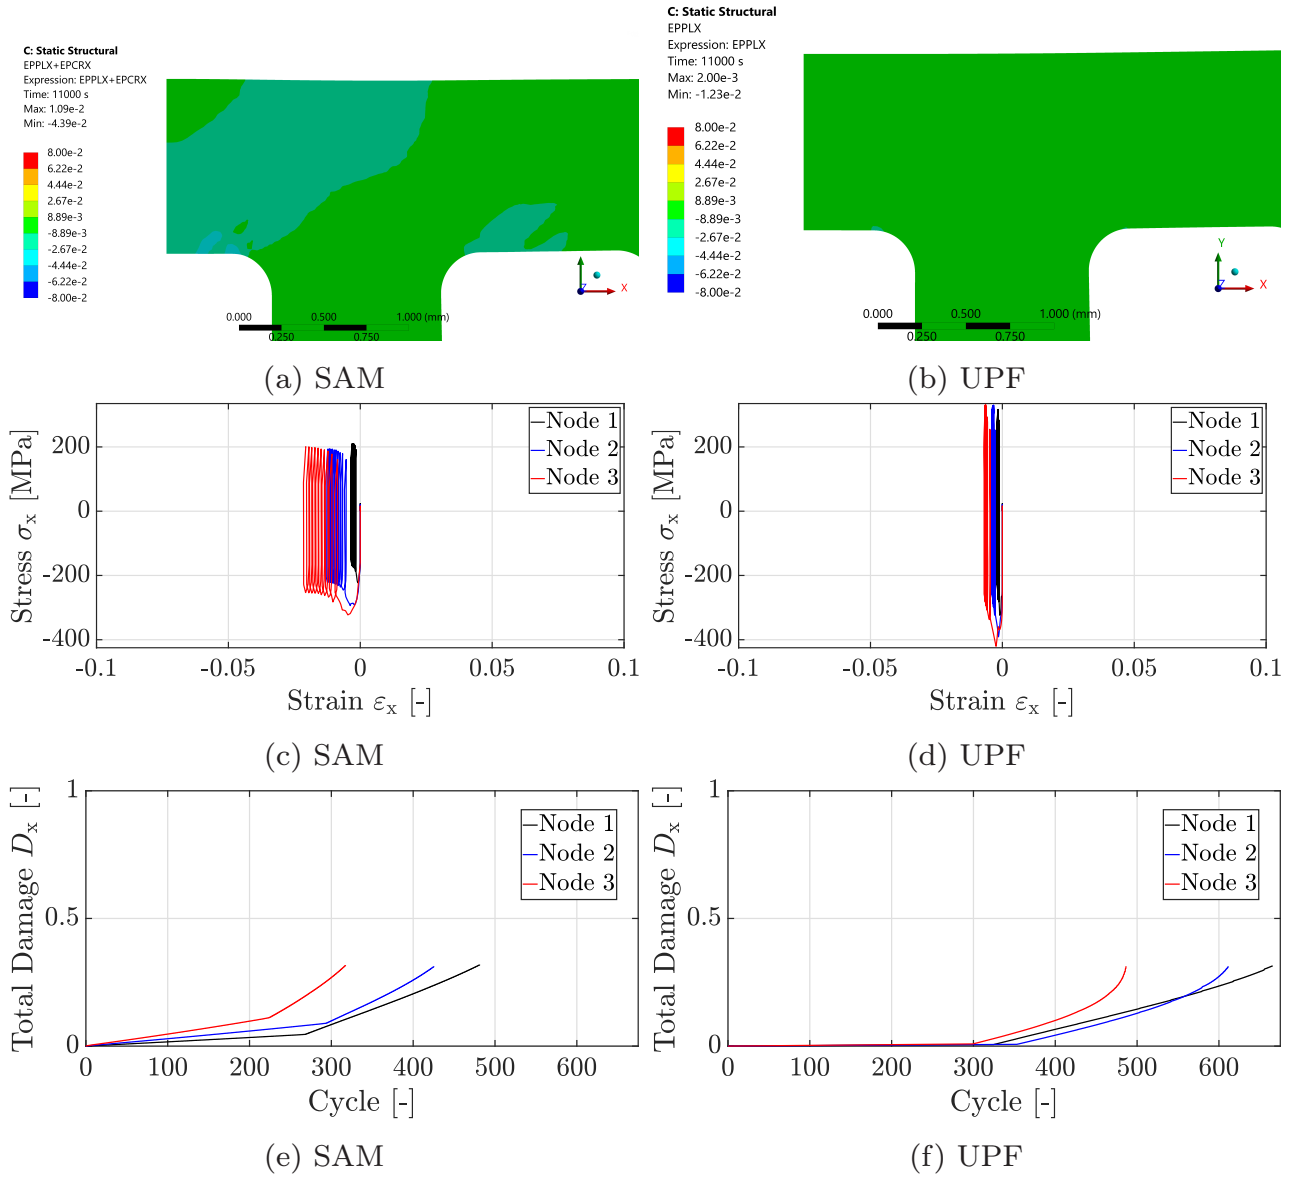 C: Static Structural
EPPLX+EPCRX
Expression: EPPLX+EPCRX
Time: 11000 s
Max: 1.09e-2
Min: -4.39e-2
8.00e-2
6.22e-2
4.44e-2
2.67e-2
8.89e-3
-8.89e-3
-2.67e-2
-4.44e-2
-6.22e-2
-8.00e-2
Z
X
0.000 0.500 1.000 (mm)
0.250 0.750
(a) SAM
C: Static Structural
EPPLX
Expression: EPPLX
Time: 11000 s
Max: 2.00e-3
Min: -1.23e-2
8.00e-2
6.22e-2
4.44e-2
2.67e-2
8.89e-3
-8.89e-3
-2.67e-2
-4.44e-2
-6.22e-2
-8.00e-2
Y
Z
X
0.000 0.500 1.000 (mm)
0.250 0.750
(b) UPF
Stress σx [MPa]
200
0
-200
-400
-0.1 -0.05 0 0.05 0.1
Strain εx [-]
Node 1
Node 2
Node 3
(c) SAM
Stress σx [MPa]
200
0
-200
-400
-0.1 -0.05 0 0.05 0.1
Strain εx [-]
Node 1
Node 2
Node 3
(d) UPF
Total Damage Dx [-]
1
0.5
0
0 100 200 300 400 500 600
Cycle [-]
Node 1
Node 2
Node 3
(e) SAM
Total Damage Dx [-]
1
0.5
0
0 100 200 300 400 500 600
Cycle [-]
Node 1
Node 2
Node 3
(f) UPF